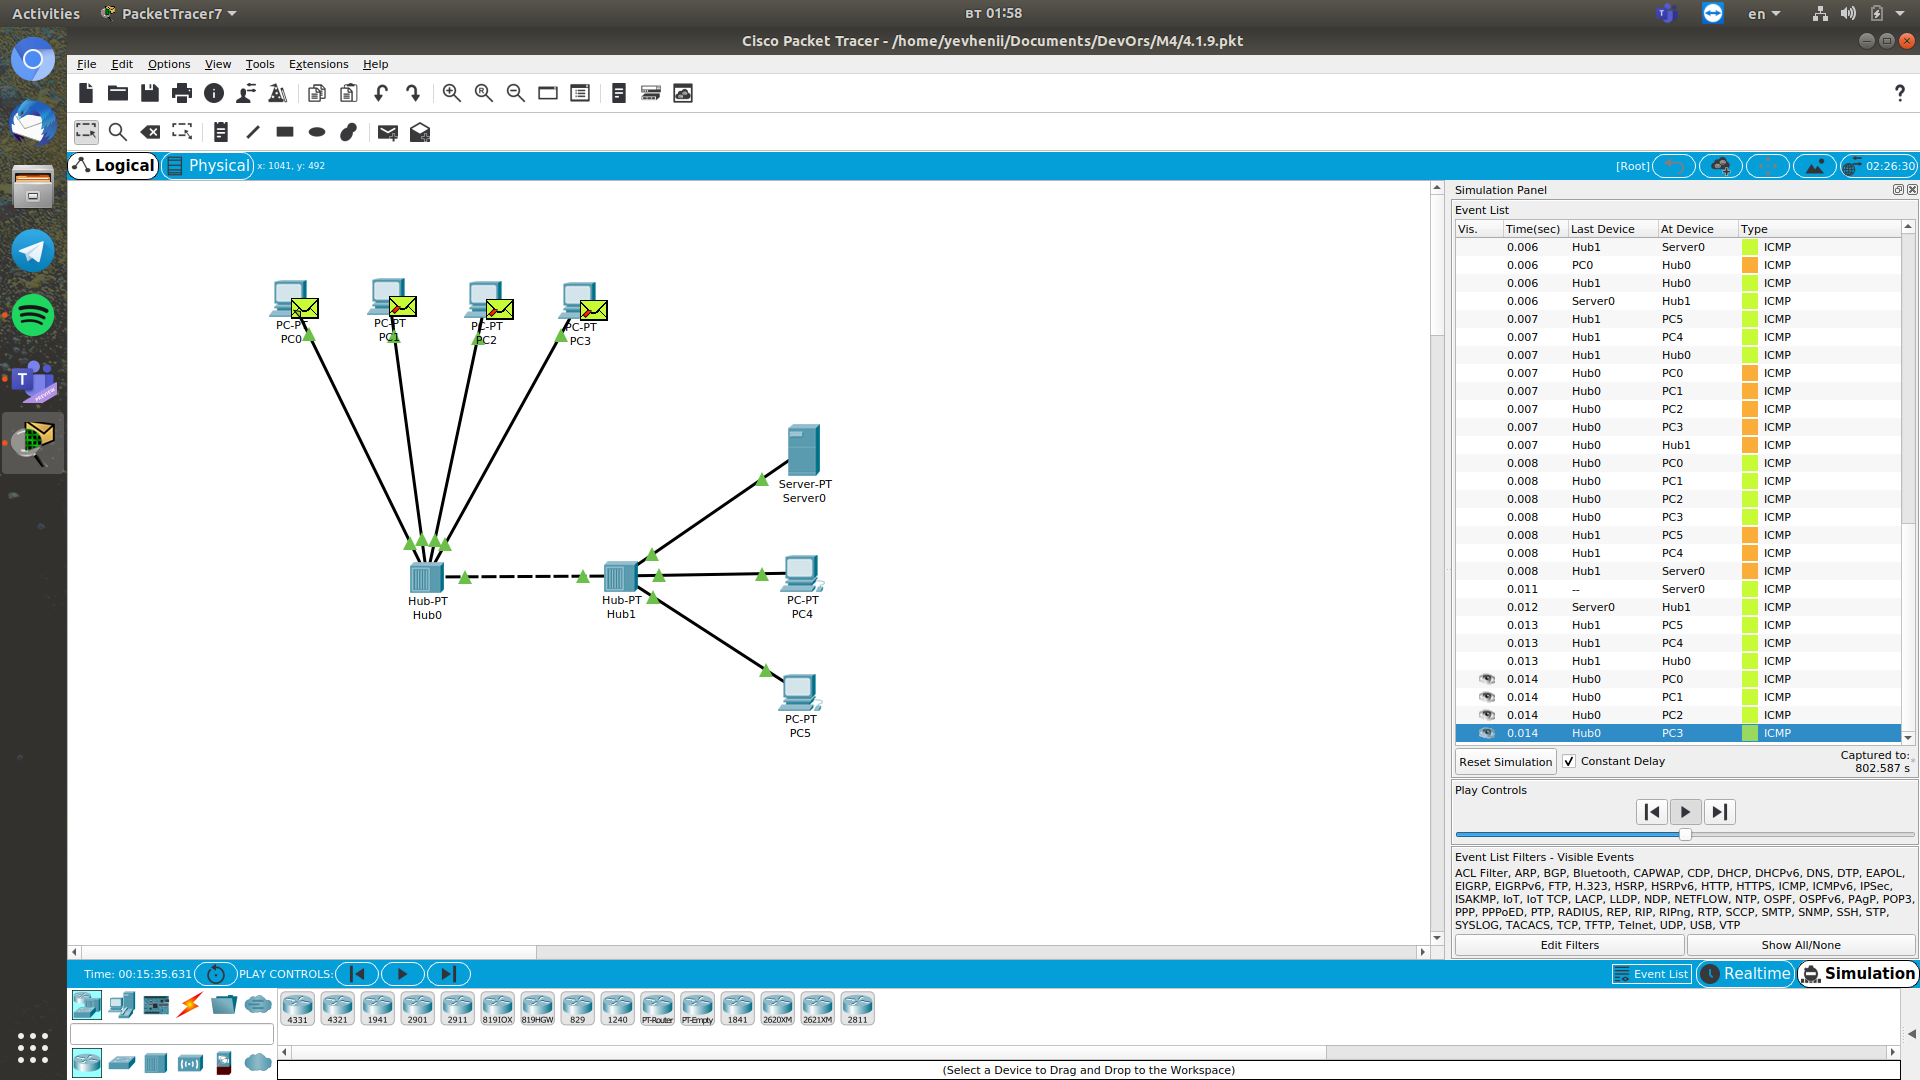 Activities
PacketTracer7
вт 01:58
en
Cisco Packet Tracer - /home/yevhenii/Documents/DevOrs/M4/4.1.9.pkt
File Edit Options View Tools Extensions Help
Logical
Physical
x: 1041, y: 492
[Root]
02:26:30
PC-PT
PC0
PC-PT
PC1
PC-PT
PC2
PC-PT
PC3
Server-PT
Server0
Hub-PT
Hub0
Hub-PT
Hub1
PC-PT
PC4
PC-PT
PC5
Simulation Panel
Event List
Vis. Time(sec) Last Device At Device Type
0.006 Hub1 Server0 ICMP
0.006 PC0 Hub0 ICMP
0.006 Hub1 Hub0 ICMP
0.006 Server0 Hub1 ICMP
0.007 Hub1 PC5 ICMP
0.007 Hub1 PC4 ICMP
0.007 Hub1 Hub0 ICMP
0.007 Hub0 PC0 ICMP
0.007 Hub0 PC1 ICMP
0.007 Hub0 PC2 ICMP
0.007 Hub0 PC3 ICMP
0.007 Hub0 Hub1 ICMP
0.008 Hub0 PC0 ICMP
0.008 Hub0 PC1 ICMP
0.008 Hub0 PC2 ICMP
0.008 Hub0 PC3 ICMP
0.008 Hub1 PC5 ICMP
0.008 Hub1 PC4 ICMP
0.008 Hub1 Server0 ICMP
0.011 -- Server0 ICMP
0.012 Server0 Hub1 ICMP
0.013 Hub1 PC5 ICMP
0.013 Hub1 PC4 ICMP
0.013 Hub1 Hub0 ICMP
0.014 Hub0 PC0 ICMP
0.014 Hub0 PC1 ICMP
0.014 Hub0 PC2 ICMP
0.014 Hub0 PC3 ICMP
Reset Simulation
Constant Delay
Captured to:
802.587 s
Play Controls
Event List Filters - Visible Events
ACL Filter, ARP, BGP, Bluetooth, CAPWAP, CDP, DHCP, DHCPv6, DNS, DTP, EAPOL,
EIGRP, EIGRPv6, FTP, H.323, HSRP, HSRPv6, HTTP, HTTPS, ICMP, ICMPv6, IPSec,
ISAKMP, IoT, IoT TCP, LACP, LLDP, NDP, NETFLOW, NTP, OSPF, OSPFv6, PAgP, POP3,
PPP, PPPoED, PTP, RADIUS, REP, RIP, RIPng, RTP, SCCP, SMTP, SNMP, SSH, STP,
SYSLOG, TACACS, TCP, TFTP, Telnet, UDP, USB, VTP
Edit Filters
Show All/None
Time: 00:15:35.631
PLAY CONTROLS:
Event List
Realtime
Simulation
4331 4321 1941 2901 2911 819IOX 819HGW 829 1240 PT-Router PT-Empty 1841 2620XM 2621XM 2811
(Select a Device to Drag and Drop to the Workspace)